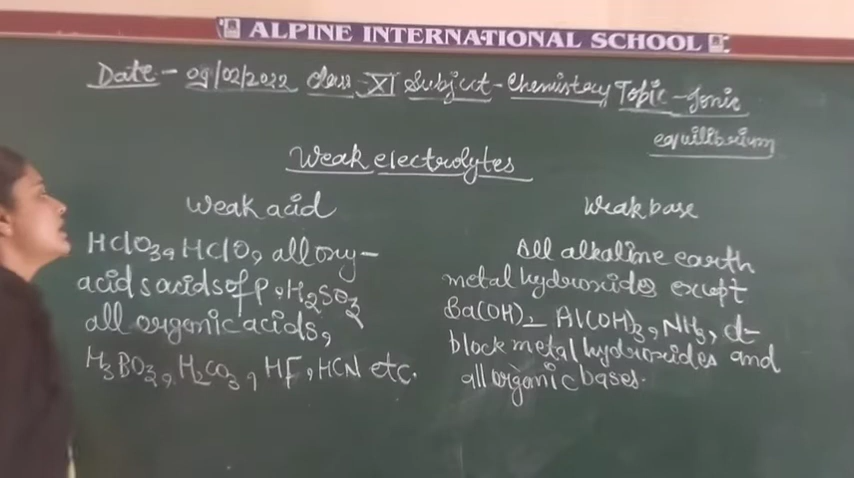 ALPINE INTERNATIONAL SCHOOL
Date - 09/02/2022 class - XI Subject - Chemistry Topic - Ionic
equilibrium
Weak electrolytes
Weak acid
HClO3, HClO, all oxy-
acids acids of P, H2SO3
all organic acids,
H3BO3, H2CO3, HF, HCN etc.
Weak base
All alkaline earth
metal hydroxides except
Ba(OH)2 Al(OH)3, NH3, d-
block metal hydroxides and
all organic bases.